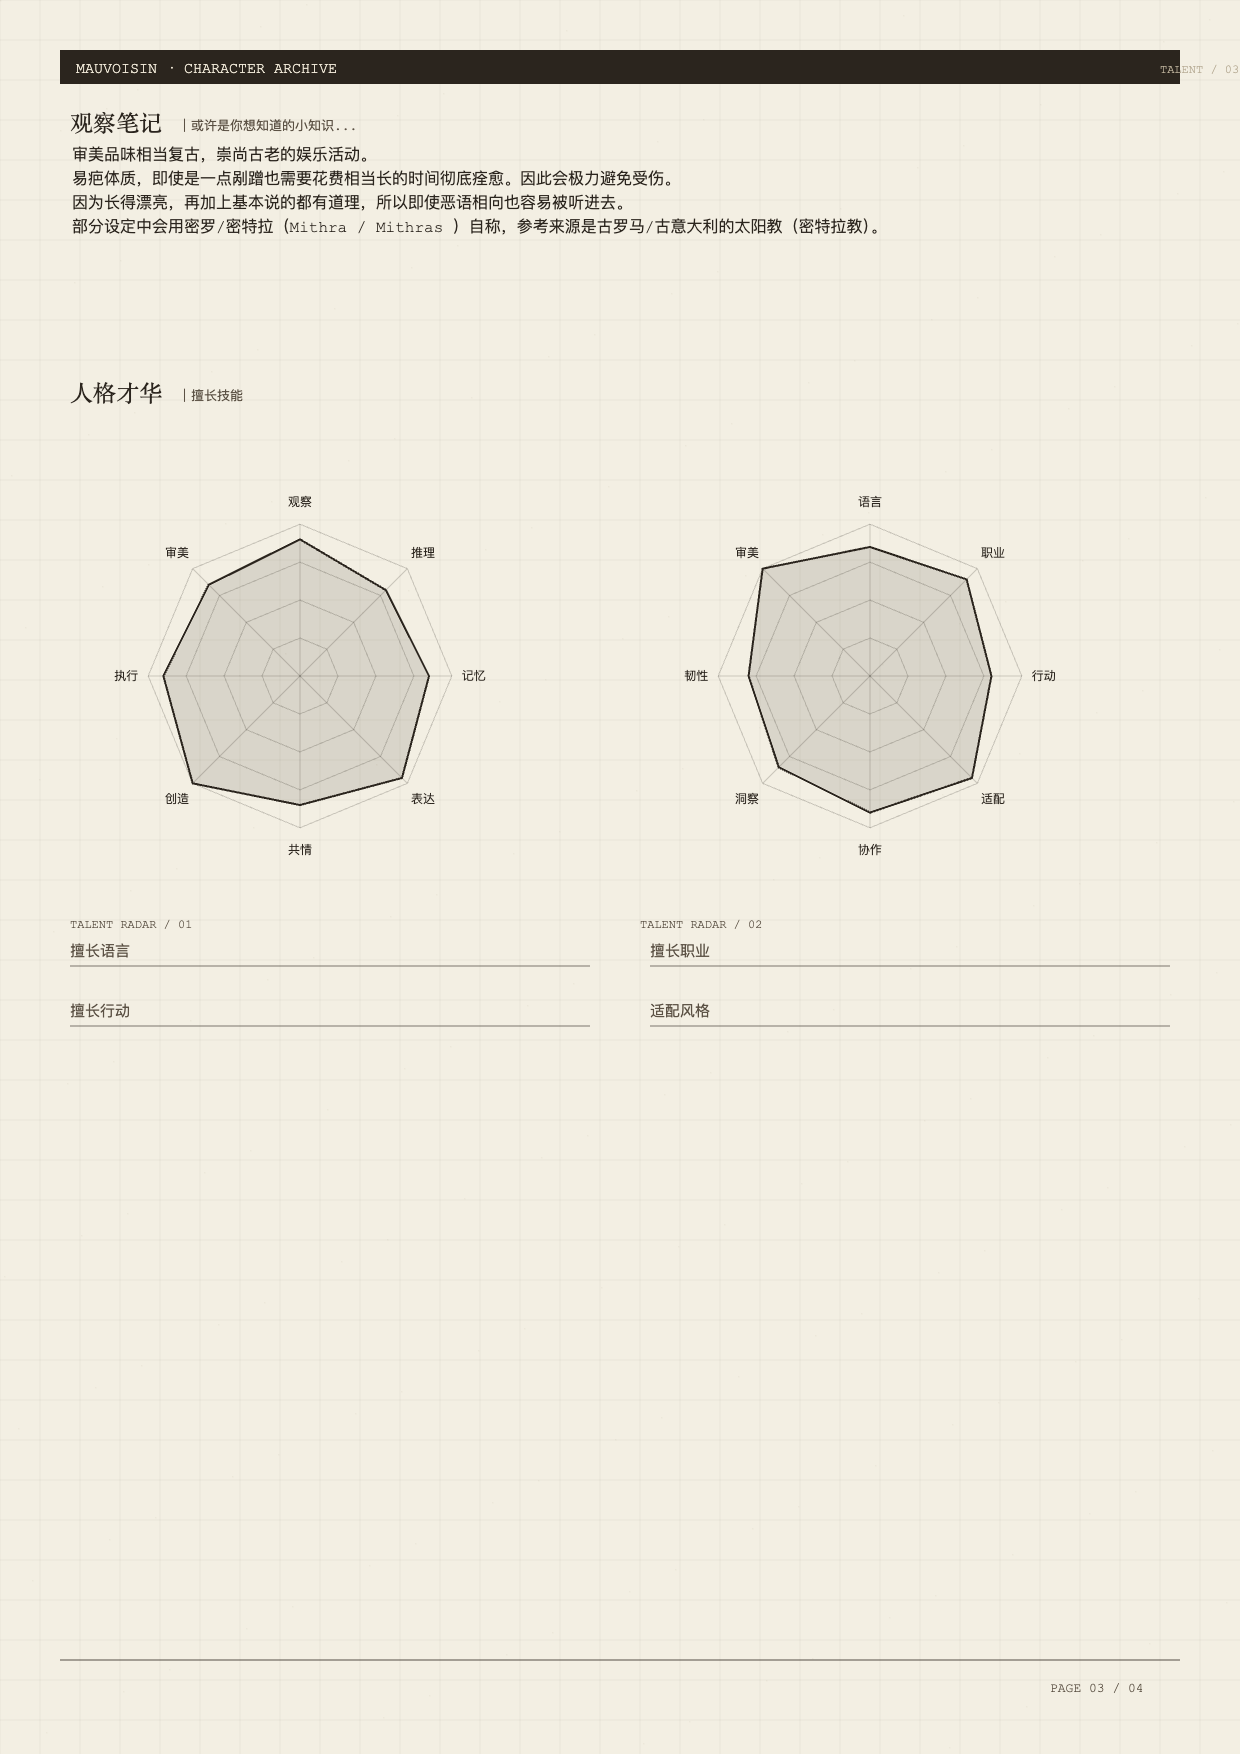 MAUVOISIN · CHARACTER ARCHIVE
TALENT / 03
观察笔记 | 或许是你想知道的小知识...
审美品味相当复古，崇尚古老的娱乐活动。
易疤体质，即使是一点剐蹭也需要花费相当长的时间彻底痊愈。因此会极力避免受伤。
因为长得漂亮，再加上基本说的都有道理，所以即使恶语相向也容易被听进去。
部分设定中会用密罗/密特拉（Mithra / Mithras ）自称，参考来源是古罗马/古意大利的太阳教（密特拉教）。
人格才华 | 擅长技能
观察
审美
推理
执行
记忆
创造
表达
共情
语言
审美
职业
韧性
行动
洞察
适配
协作
TALENT RADAR / 01
TALENT RADAR / 02
擅长语言
擅长职业
擅长行动
适配风格
PAGE 03 / 04